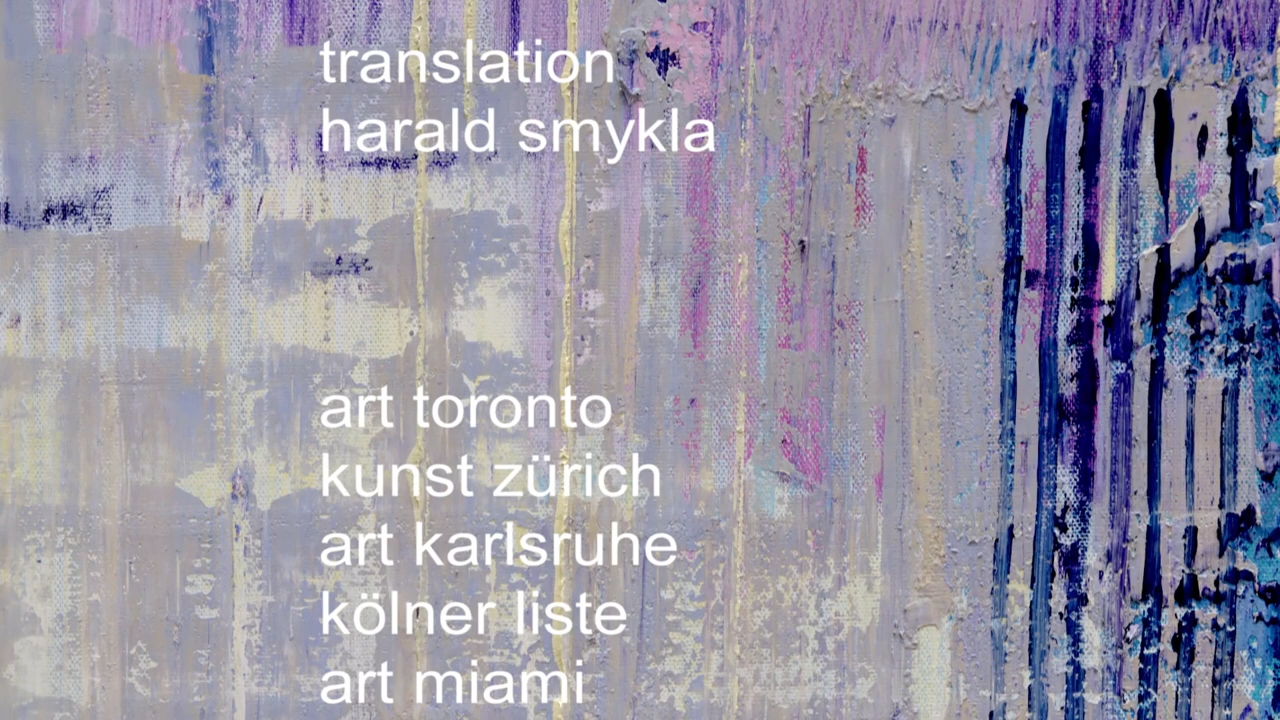 translation
harald smykla
art toronto
kunst zürich
art karlsruhe
kölner liste
art miami